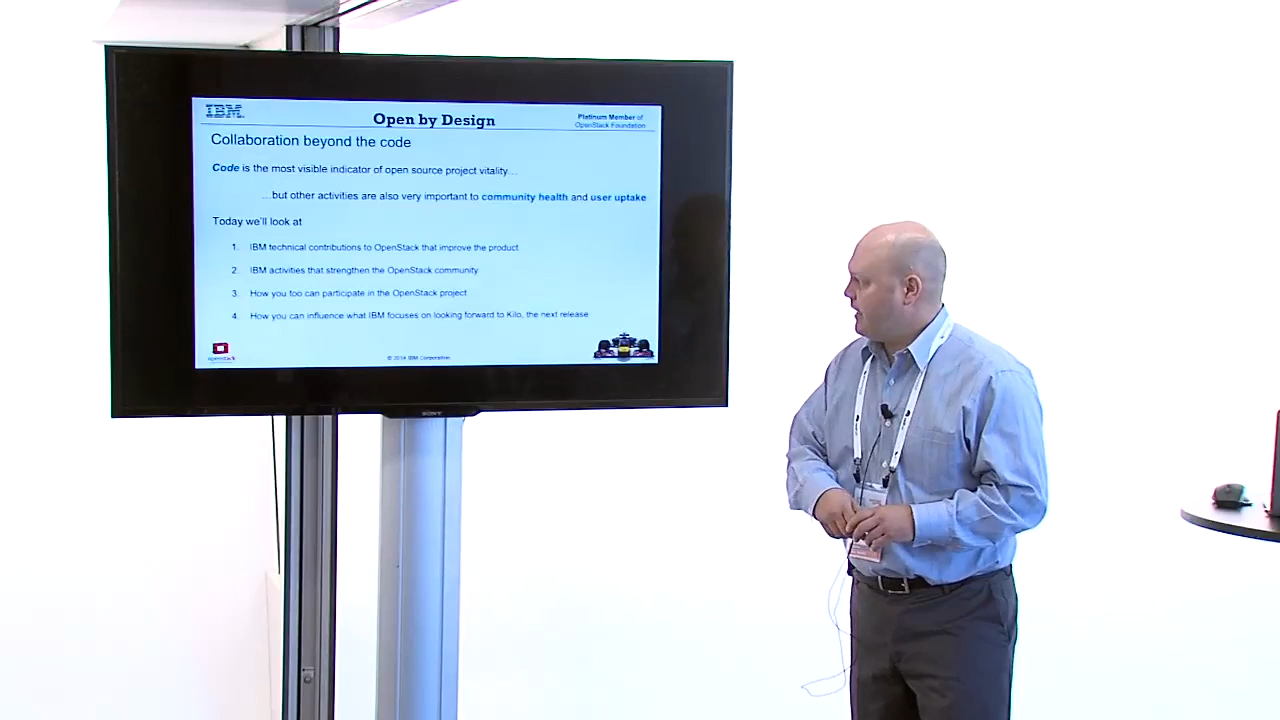 IBM
Open by Design
Platinum Member of
OpenStack Foundation
Collaboration beyond the code
Code is the most visible indicator of open source project vitality…
…but other activities are also very important to community health and user uptake
Today we'll look at
1. IBM technical contributions to OpenStack that improve the product
2. IBM activities that strengthen the OpenStack community
3. How you too can participate in the OpenStack project
4. How you can influence what IBM focuses on looking forward to Kilo, the next release
openstack
© 2014 IBM Corporation
SONY